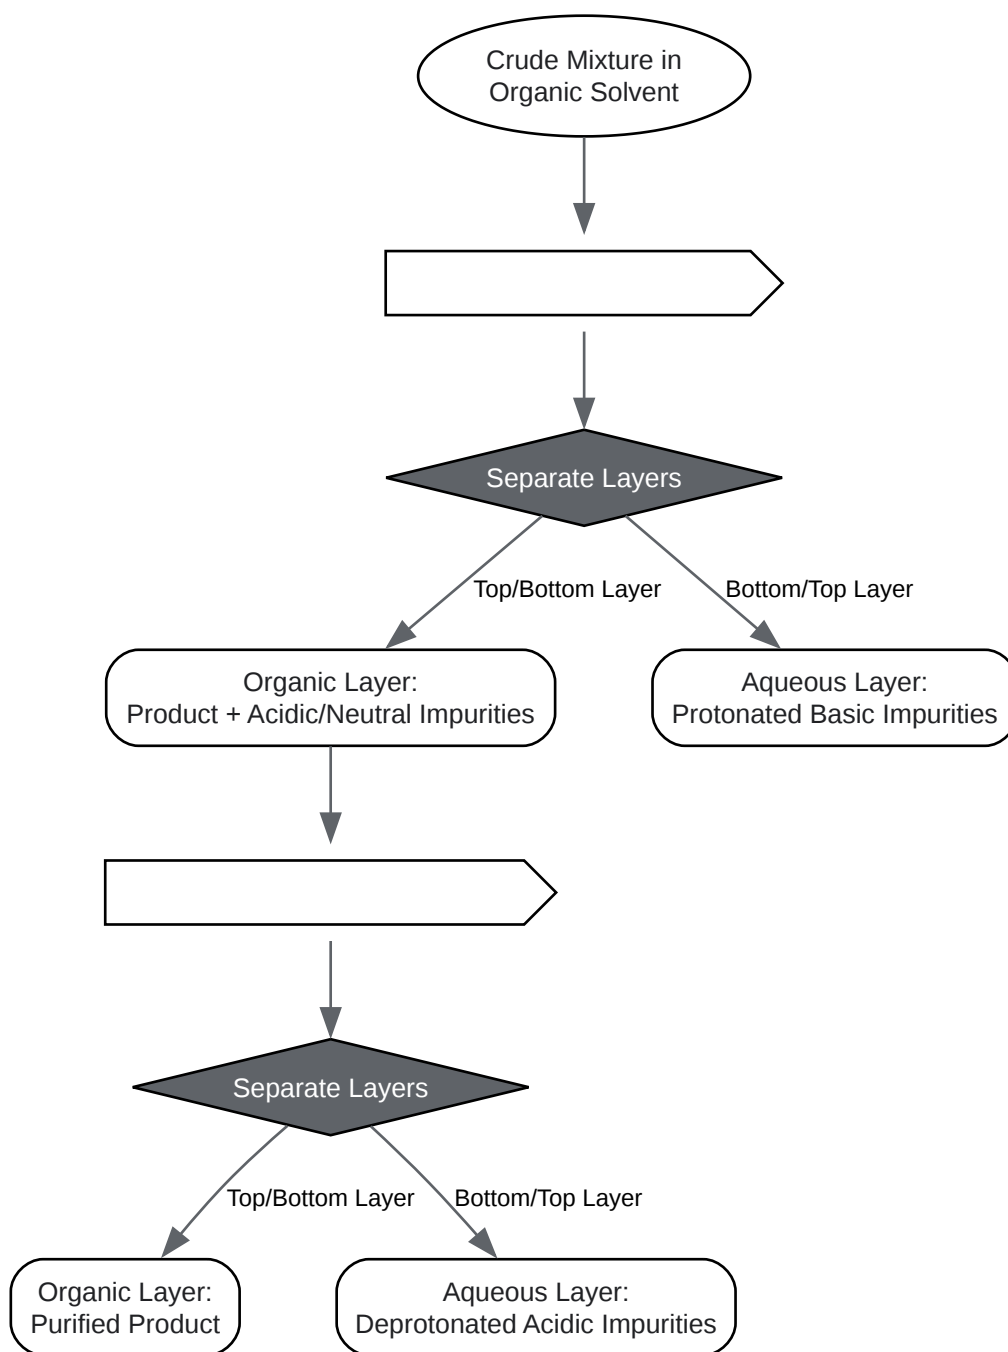 Crude Mixture in
Organic Solvent
Separate Layers
Top/Bottom Layer
Bottom/Top Layer
Organic Layer:
Product + Acidic/Neutral Impurities
Aqueous Layer:
Protonated Basic Impurities
Separate Layers
Top/Bottom Layer
Bottom/Top Layer
Organic Layer:
Purified Product
Aqueous Layer:
Deprotonated Acidic Impurities